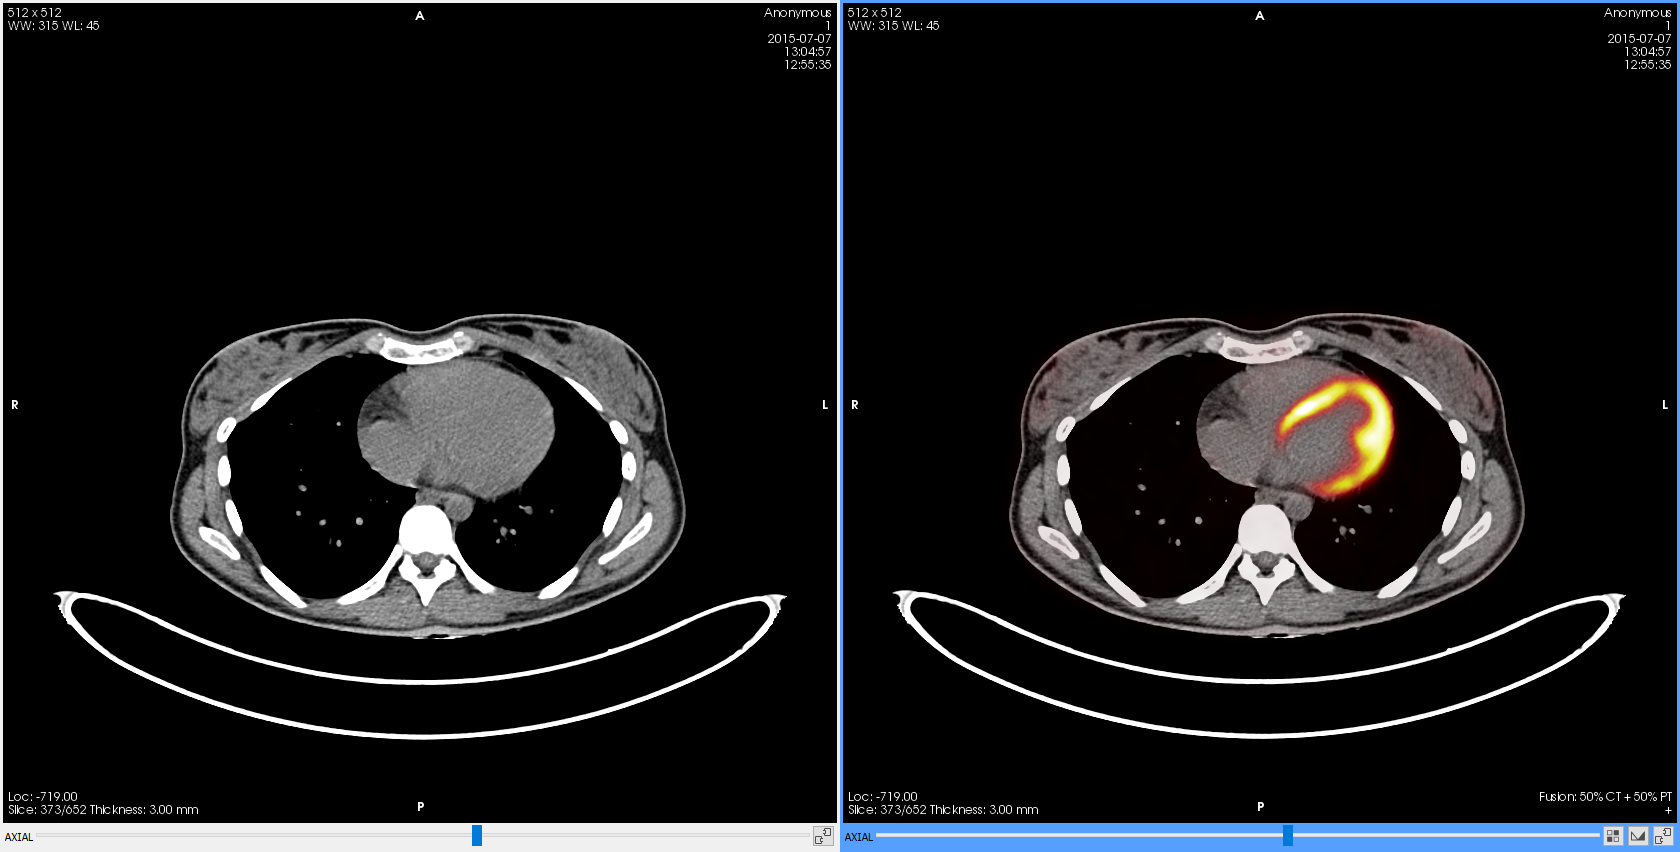 512 x 512
WW: 315 WL: 45
A
Anonymous
1
2015-07-07
13:04:57
12:55:35
R
L
Loc: -719.00
Slice: 373/652 Thickness: 3.00 mm
P
AXIAL
512 x 512
WW: 315 WL: 45
A
Anonymous
1
2015-07-07
13:04:57
12:55:35
R
L
Loc: -719.00
Slice: 373/652 Thickness: 3.00 mm
P
Fusion: 50% CT + 50% PT
+
AXIAL